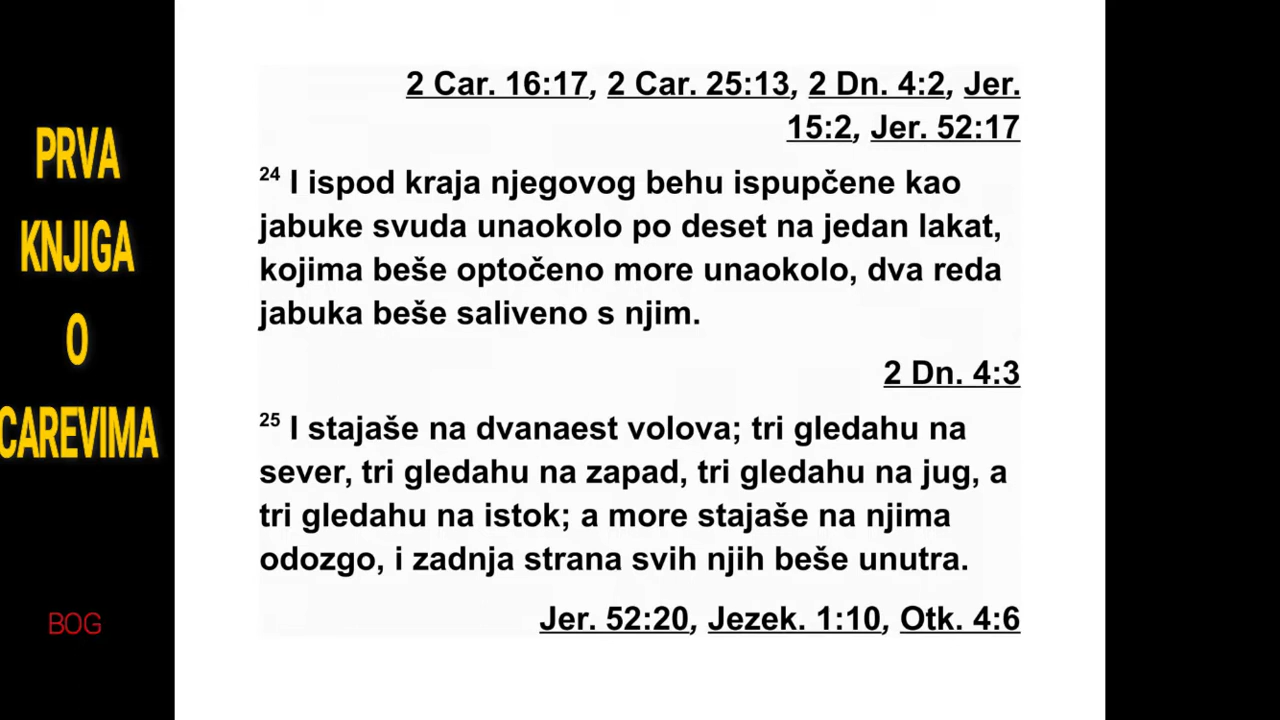 PRVA
KNJIGA
O
CAREVIMA
BOG
2 Car. 16:17, 2 Car. 25:13, 2 Dn. 4:2, Jer.
15:2, Jer. 52:17
24 I ispod kraja njegovog behu ispupčene kao
jabuke svuda unaokolo po deset na jedan lakat,
kojima beše optočeno more unaokolo, dva reda
jabuka beše saliveno s njim.
2 Dn. 4:3
25 I stajaše na dvanaest volova; tri gledahu na
sever, tri gledahu na zapad, tri gledahu na jug, a
tri gledahu na istok; a more stajaše na njima
odozgo, i zadnja strana svih njih beše unutra.
Jer. 52:20, Jezek. 1:10, Otk. 4:6